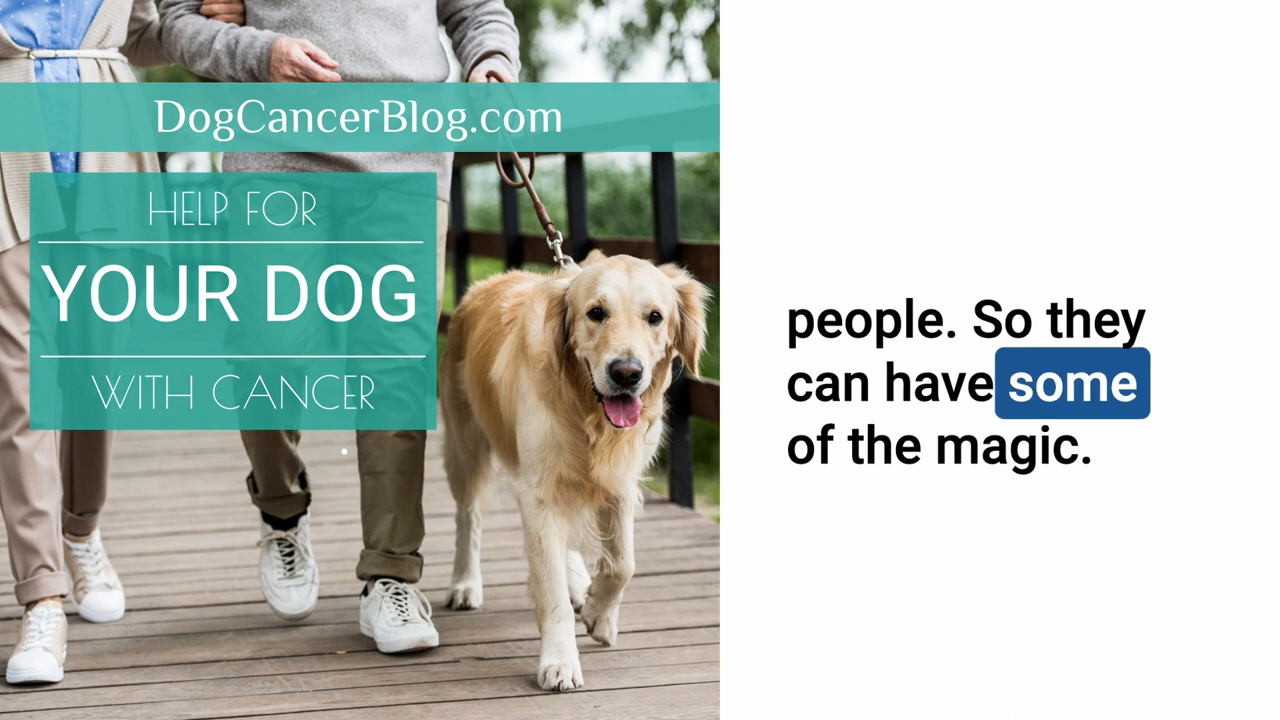 DogCancerBlog.com
HELP FOR
YOUR DOG
WITH CANCER
people. So they
can have some
of the magic.